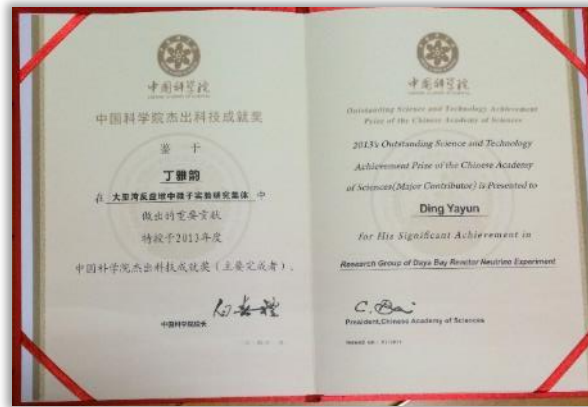 中国科学院
中国科学院杰出科技成就奖
鉴 于
丁雅韵
在 大亚湾反应堆中微子实验研究集体 中
做出的重要贡献
特授予2013年度
中国科学院杰出科技成就奖（主要完成者）。
中国科学院院长
中国科学院
Outstanding Science and Technology Achievement
Prize of the Chinese Academy of Sciences
2013's Outstanding Science and Technology
Achievement Prize of the Chinese Academy
of Sciences(Major Contributor) is Presented to
Ding Yayun
For His Significant Achievement in
Research Group of Daya Bay Reactor Neutrino Experiment
President,Chinese Academy of Sciences